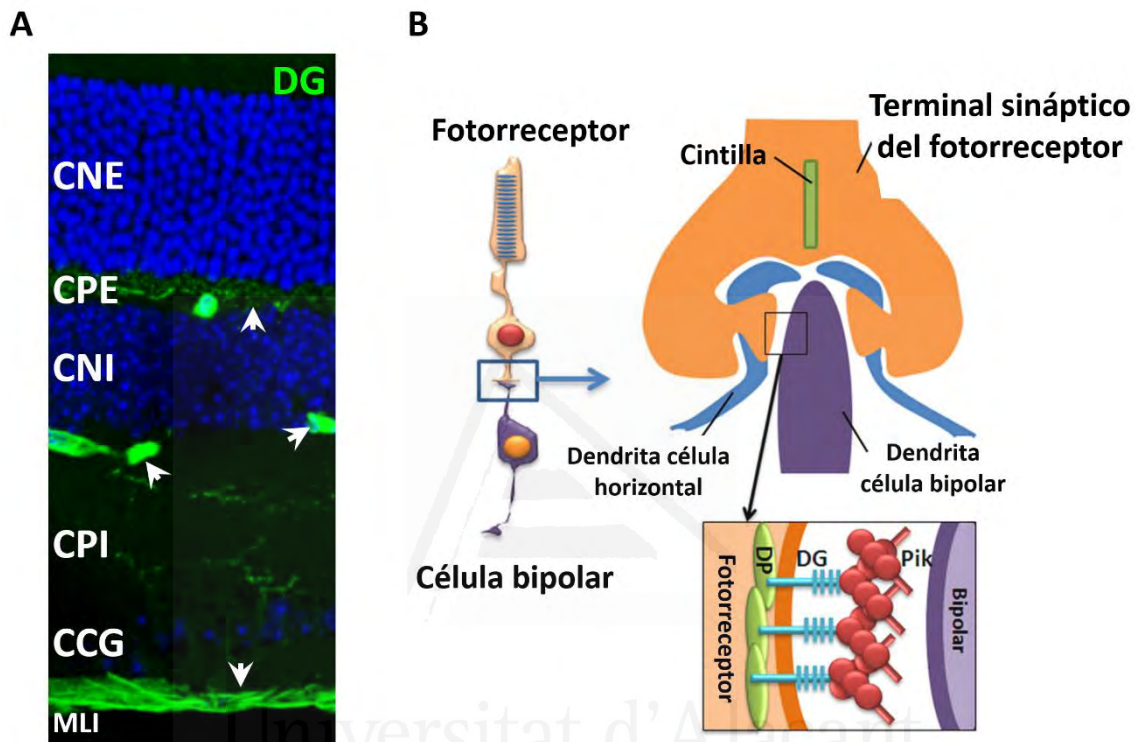 A
DG
CNE
CPE
CNI
CPI
CCG
MLI
B
Fotorreceptor
Célula bipolar
Cintilla
Terminal sináptico
del fotorreceptor
Dendrita célula
horizontal
Dendrita
célula bipolar
Fotorreceptor
DP
DG
Pik
Bipolar
Universitat d'Alacant